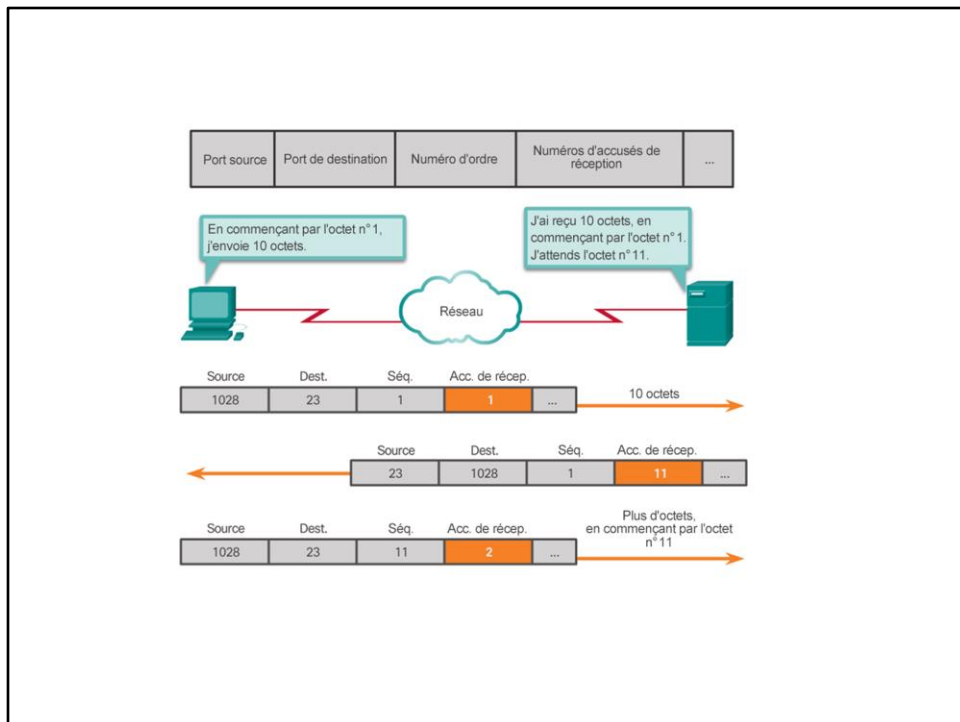 Port source Port de destination Numéro d'ordre Numéros d'accusés de
réception ...
En commençant par l'octet n° 1,
j'envoie 10 octets.
J'ai reçu 10 octets, en
commençant par l'octet n° 1.
J'attends l'octet n° 11.
Réseau
Source Dest. Séq. Acc. de récep.
1028 23 1 1 ...
10 octets
Source Dest. Séq. Acc. de récep.
23 1028 1 11 ...
Source Dest. Séq. Acc. de récep.
1028 23 11 2 ...
Plus d'octets,
en commençant par l'octet
n° 11